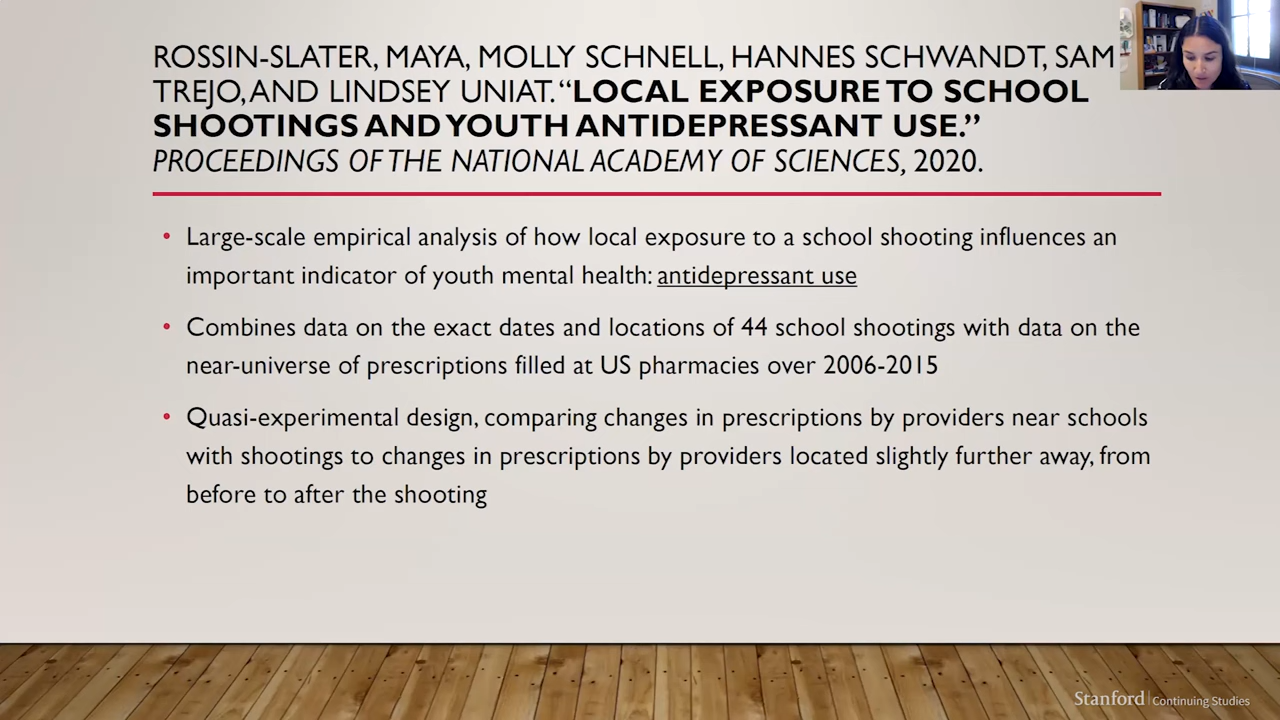 ROSSIN-SLATER, MAYA, MOLLY SCHNELL, HANNES SCHWANDT, SAM
TREJO, AND LINDSEY UNIAT. “LOCAL EXPOSURE TO SCHOOL
SHOOTINGS AND YOUTH ANTIDEPRESSANT USE.”
PROCEEDINGS OF THE NATIONAL ACADEMY OF SCIENCES, 2020.
• Large-scale empirical analysis of how local exposure to a school shooting influences an
important indicator of youth mental health: antidepressant use
• Combines data on the exact dates and locations of 44 school shootings with data on the
near-universe of prescriptions filled at US pharmacies over 2006-2015
• Quasi-experimental design, comparing changes in prescriptions by providers near schools
with shootings to changes in prescriptions by providers located slightly further away, from
before to after the shooting
Stanford | Continuing Studies